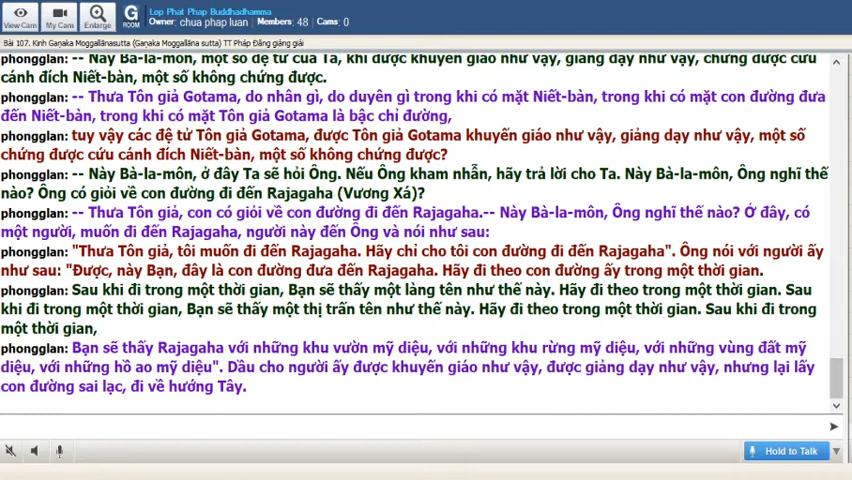 View Cam
My Cam
Enlarge
G
ROOM
Lop Phat Phap Buddhadhamma
Owner: chua phap luan , Members: 48 , Cams: 0
Bài 107. Kinh Gaṇaka Moggallānasutta (Gaṇaka Moggallāna sutta) TT Pháp Đăng giảng giải
phongglan: -- Này Bà-la-môn, một số đệ tử của Ta, khi được khuyến giáo như vậy, giảng dạy như vậy, chứng được cứu
cánh đích Niết-bàn, một số không chứng được.
phongglan: -- Thưa Tôn giả Gotama, do nhân gì, do duyên gì trong khi có mặt Niết-bàn, trong khi có mặt con đường đưa
đến Niết-bàn, trong khi có mặt Tôn giả Gotama là bậc chỉ đường,
phongglan: tuy vậy các đệ tử Tôn giả Gotama, được Tôn giả Gotama khuyến giáo như vậy, giảng dạy như vậy, một số
chứng được cứu cánh đích Niết-bàn, một số không chứng được?
phongglan: -- Này Bà-la-môn, ở đây Ta sẽ hỏi Ông. Nếu Ông kham nhẫn, hãy trả lời cho Ta. Này Bà-la-môn, Ông nghĩ thế
nào? Ông có giỏi về con đường đi đến Rajagaha (Vương Xá)?
phongglan: -- Thưa Tôn giả, con có giỏi về con đường đi đến Rajagaha.-- Này Bà-la-môn, Ông nghĩ thế nào? Ở đây, có
một người, muốn đi đến Rajagaha, người này đến Ông và nói như sau:
phongglan: "Thưa Tôn giả, tôi muốn đi đến Rajagaha. Hãy chỉ cho tôi con đường đi đến Rajagaha". Ông nói với người ấy
như sau: "Được, này Bạn, đây là con đường đưa đến Rajagaha. Hãy đi theo con đường ấy trong một thời gian.
phongglan: Sau khi đi trong một thời gian, Bạn sẽ thấy một làng tên như thế này. Hãy đi theo trong một thời gian. Sau
khi đi trong một thời gian, Bạn sẽ thấy một thị trấn tên như thế này. Hãy đi theo trong một thời gian. Sau khi đi trong
một thời gian,
phongglan: Bạn sẽ thấy Rajagaha với những khu vườn mỹ diệu, với những khu rừng mỹ diệu, với những vùng đất mỹ
diệu, với những hồ ao mỹ diệu". Dầu cho người ấy được khuyến giáo như vậy, được giảng dạy như vậy, nhưng lại lấy
con đường sai lạc, đi về hướng Tây.
Hold to Talk